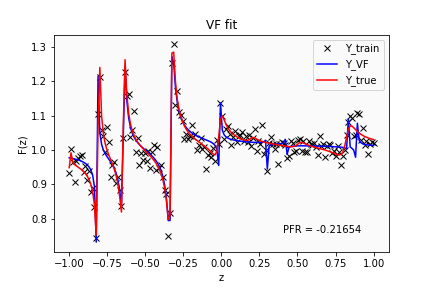 VF fit
Y_train
Y_VF
Y_true
F(z)
1.3
1.2
1.1
1.0
0.9
0.8
PFR = -0.21654
−1.00 −0.75 −0.50 −0.25 0.00 0.25 0.50 0.75 1.00
z